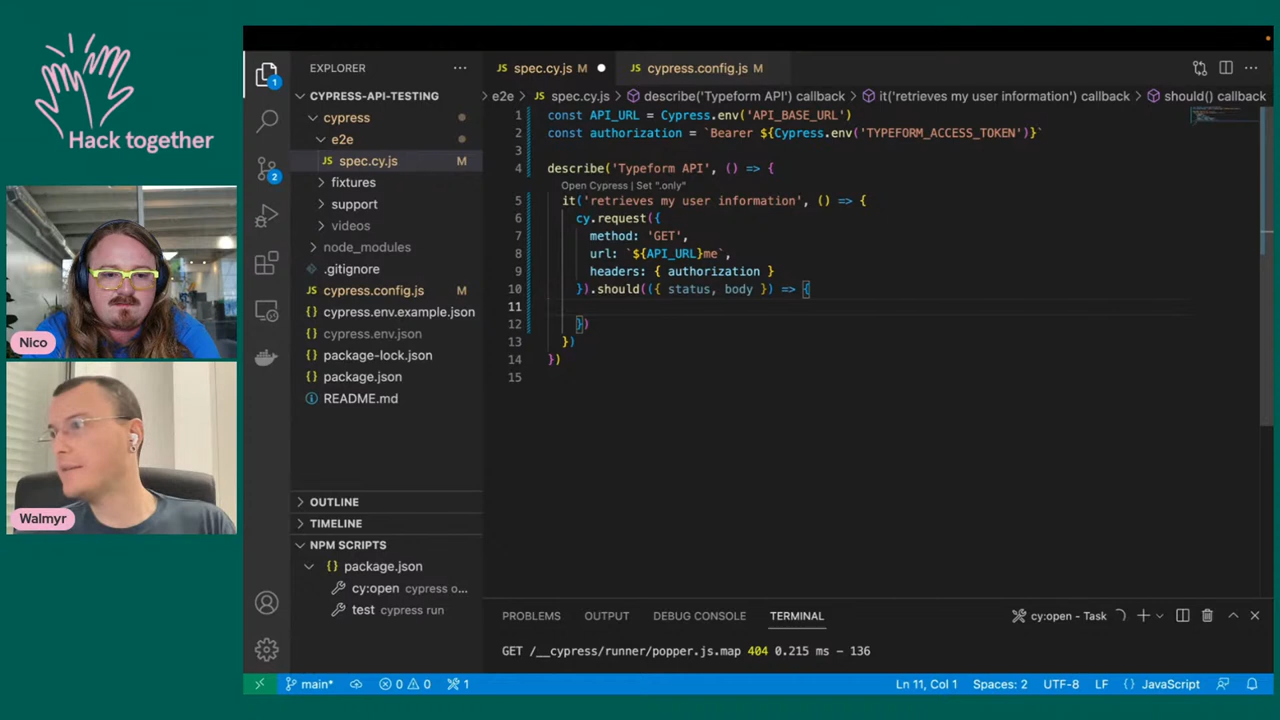 Hack together
Nico
Walmyr
EXPLORER
CYPRESS-API-TESTING
cypress
e2e
spec.cy.js M
fixtures
support
videos
node_modules
.gitignore
cypress.config.js M
cypress.env.example.json
cypress.env.json
package-lock.json
package.json
README.md
OUTLINE
TIMELINE
NPM SCRIPTS
package.json
cy:open cypress o...
test cypress run
1
2
JS spec.cy.js M
JS cypress.config.js M
e2e > JS spec.cy.js > describe('Typeform API') callback > it('retrieves my user information') callback > should() callback
1 const API_URL = Cypress.env('API_BASE_URL')
2 const authorization = `Bearer ${Cypress.env('TYPEFORM_ACCESS_TOKEN')}`
3
4 describe('Typeform API', () => {
Open Cypress | Set ".only"
5 it('retrieves my user information', () => {
6 cy.request({
7 method: 'GET',
8 url: `${API_URL}me`,
9 headers: { authorization }
10 }).should(({ status, body }) => {
11
12 })
13 })
14 })
15
PROBLEMS OUTPUT DEBUG CONSOLE TERMINAL
cy:open - Task
GET /__cypress/runner/popper.js.map 404 0.215 ms - 136
main* 0 0 1 Ln 11, Col 1 Spaces: 2 UTF-8 LF {} JavaScript